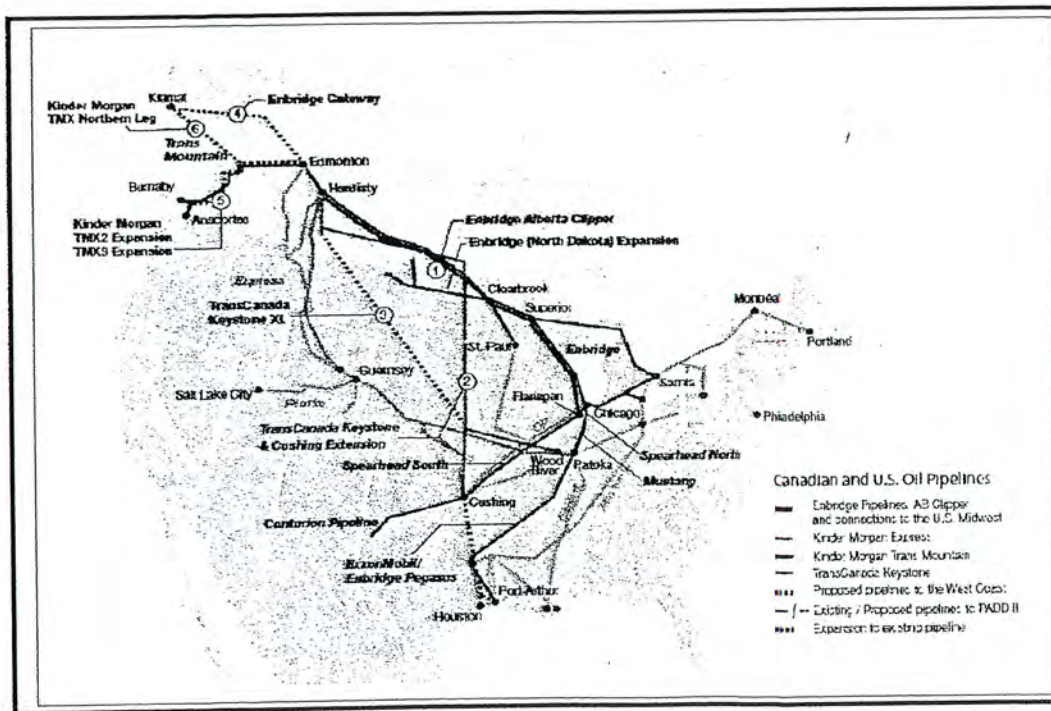 Kitimat
4
Enbridge Gateway
Kinder Morgan
TMX Northern Leg
6
Trans
Mountain
Edmonton
Hardisty
Burnaby
5
Anacortes
Kinder Morgan
TMX2 Expansion
TMX3 Expansion
Enbridge Alberta Clipper
Enbridge (North Dakota) Expansion
1
Express
Clearbrook
TransCanada
Keystone XL
3
Superior
Montréal
Portland
St. Paul
Enbridge
Guernsey
Sarnia
Salt Lake City
Platte
2
Flanagan
Chicago
Philadelphia
TransCanada Keystone
& Cushing Extension
Spearhead South
Wood
River
Patoka
Spearhead North
Mustang
Cushing
Centurion Pipeline
ExxonMobil/
Enbridge Pegasus
Port Arthur
Houston
Canadian and U.S. Oil Pipelines
Enbridge Pipelines, AB Clipper
and connections to the U.S. Midwest
Kinder Morgan Express
Kinder Morgan Trans Mountain
TransCanada Keystone
Proposed pipelines to the West Coast
Existing / Proposed pipelines to PADD II
Expansion to existing pipeline